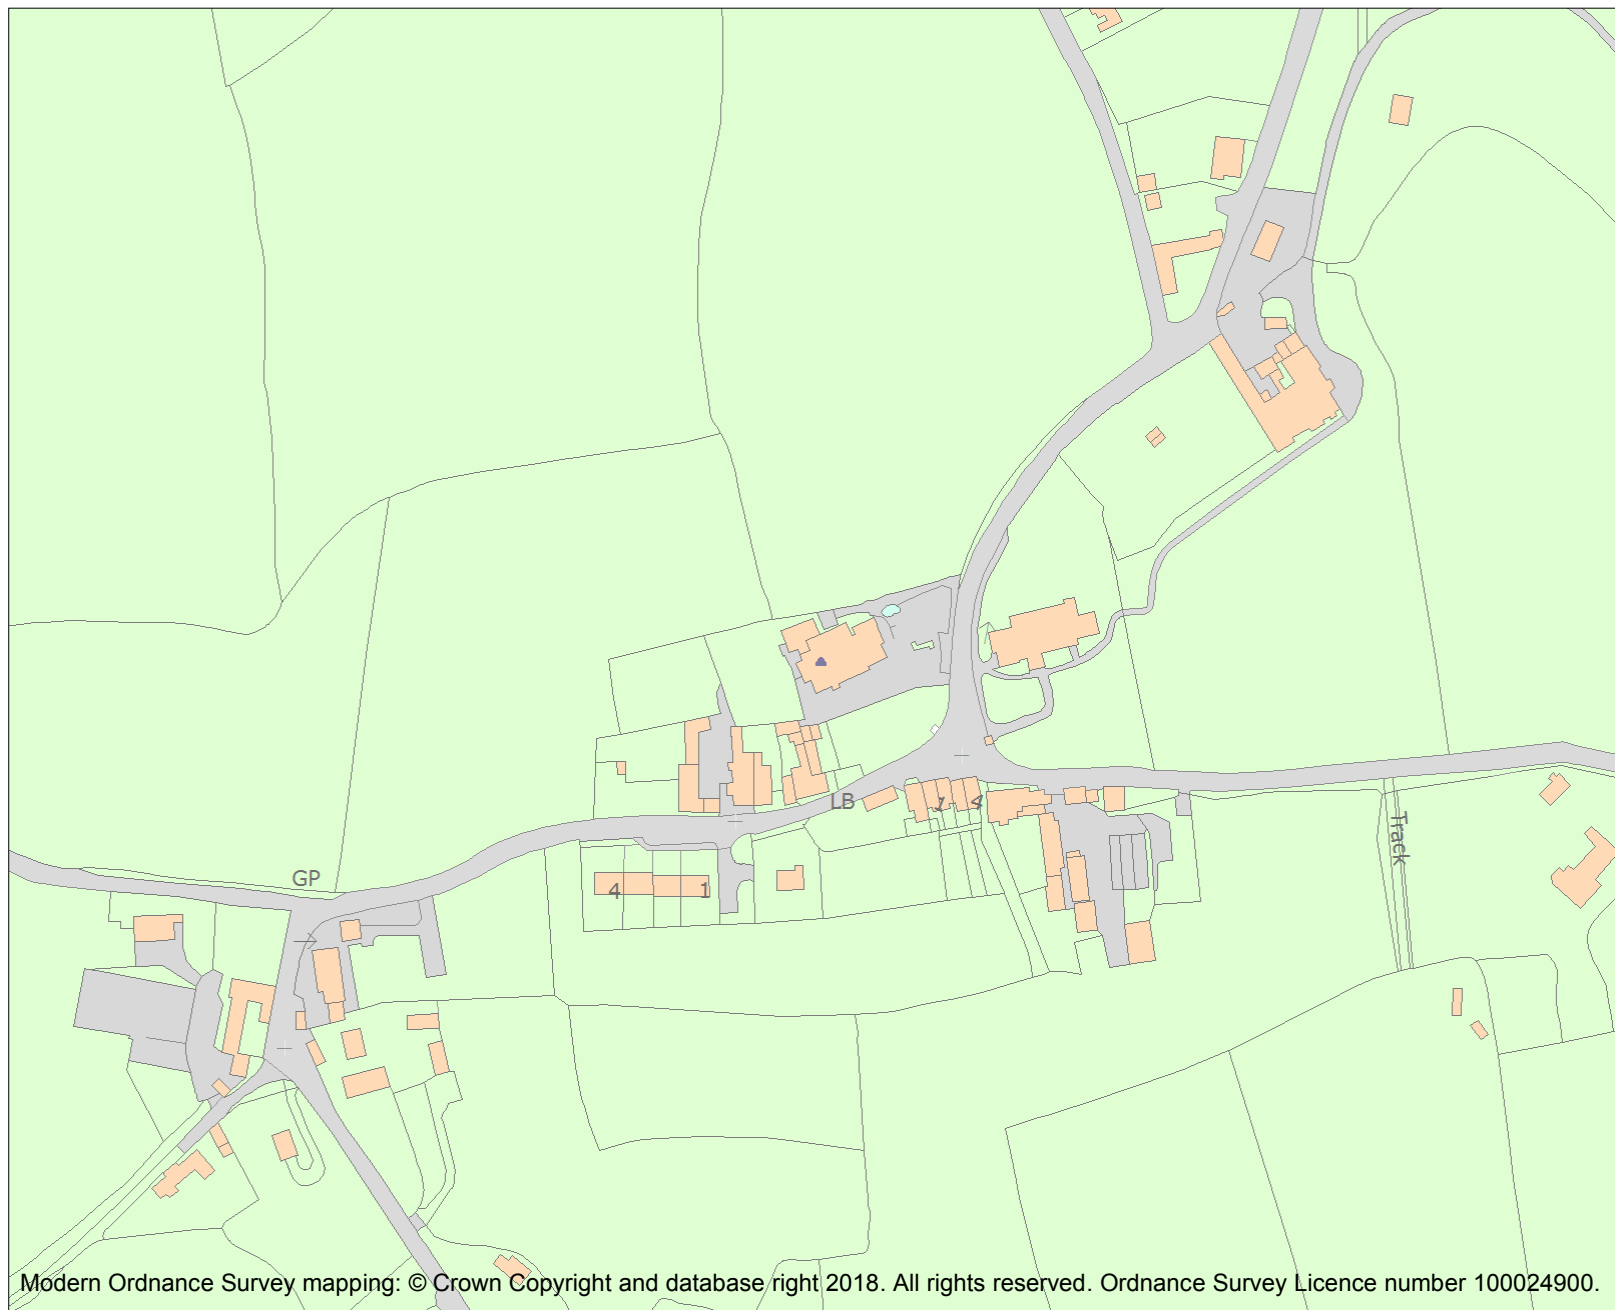 LB
1 4
Track
GP
4 1
Modern Ordnance Survey mapping: © Crown Copyright and database right 2018. All rights reserved. Ordnance Survey Licence number 100024900.